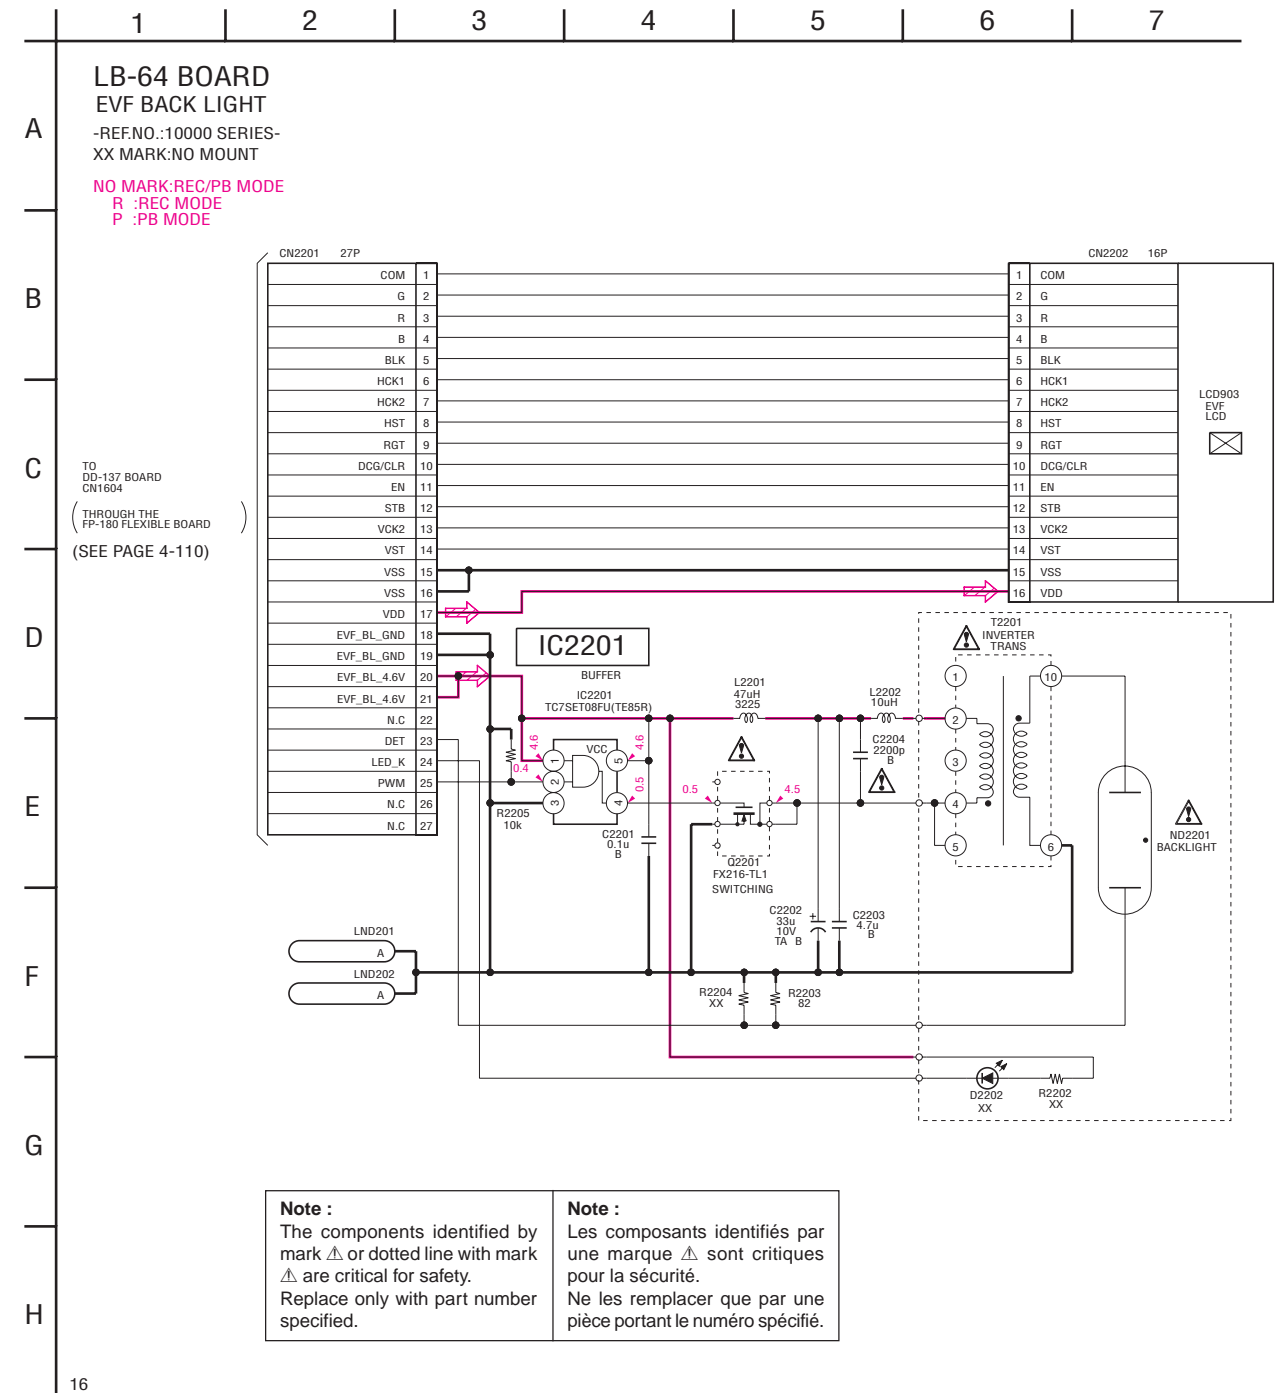 1 2 3 4 5 6 7
A
B
C
D
E
F
G
H
LB-64 BOARD
EVF BACK LIGHT
-REF.NO.:10000 SERIES-
XX MARK:NO MOUNT
NO MARK:REC/PB MODE
R :REC MODE
P :PB MODE
TO
DD-137 BOARD
CN1604
THROUGH THE
FP-180 FLEXIBLE BOARD
(SEE PAGE 4-110)
CN2201 27P
COM 1
G 2
R 3
B 4
BLK 5
HCK1 6
HCK2 7
HST 8
RGT 9
DCG/CLR 10
EN 11
STB 12
VCK2 13
VST 14
VSS 15
VSS 16
VDD 17
EVF_BL_GND 18
EVF_BL_GND 19
EVF_BL_4.6V 20
EVF_BL_4.6V 21
N.C 22
DET 23
LED_K 24
PWM 25
N.C 26
N.C 27
CN2202 16P
1 COM
2 G
3 R
4 B
5 BLK
6 HCK1
7 HCK2
8 HST
9 RGT
10 DCG/CLR
11 EN
12 STB
13 VCK2
14 VST
15 VSS
16 VDD
LCD903
EVF
LCD
IC2201
BUFFER
IC2201
TC7SET08FU(TE85R)
VCC
1
2
3
4
5
4.6
0.4
4.6
0.5
R2205
10k
C2201
0.1u
B
L2201
47uH
3225
0.5
4.5
Q2201
FX216-TL1
SWITCHING
L2202
10uH
C2204
2200p
B
C2202
33u
10V
TA B
+
C2203
4.7u
B
T2201
INVERTER
TRANS
1
2
3
4
5
10
6
ND2201
BACKLIGHT
LND201
A
LND202
A
R2204
XX
R2203
82
D2202
XX
R2202
XX
Note :
The components identified by
mark ⚠ or dotted line with mark
⚠ are critical for safety.
Replace only with part number
specified.
Note :
Les composants identifiés par
une marque ⚠ sont critiques
pour la sécurité.
Ne les remplacer que par une
pièce portant le numéro spécifié.
16